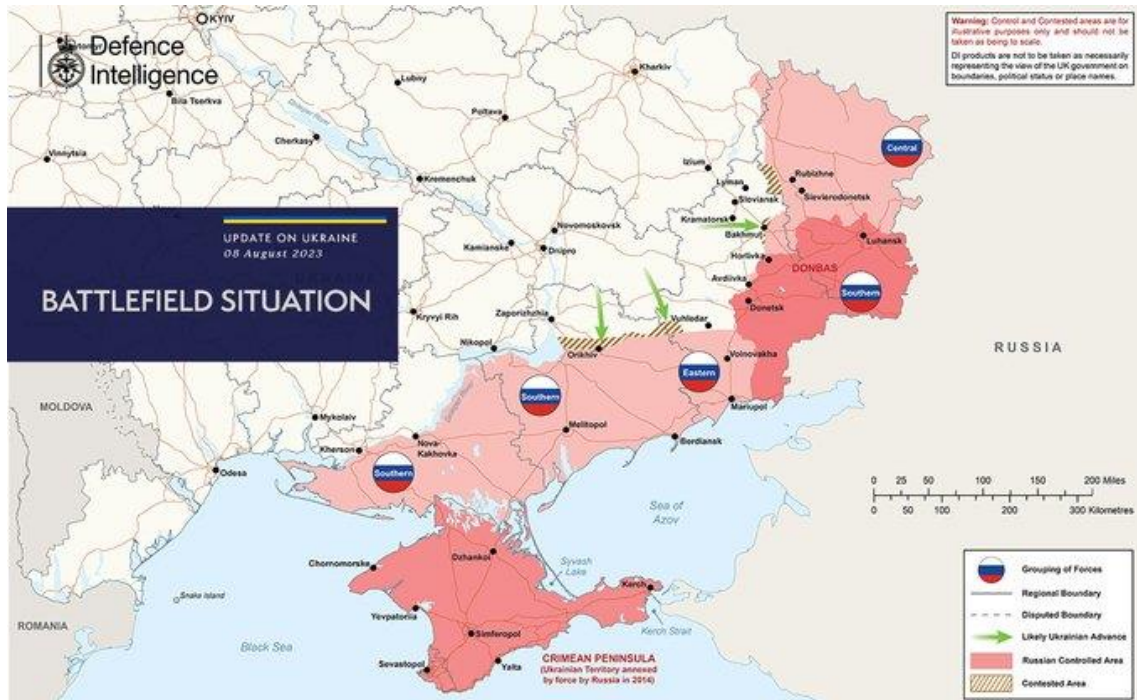 KYIV
Defence
Intelligence
Warning: Control and Contested areas are for
illustrative purposes only and should not be
taken as being to scale.
DI products are not to be taken as necessarily
representing the view of the UK government on
boundaries, political status or place names.
Bila Tserkva
Lubny
Kharkiv
Poltava
Cherkasy
Vinnytsia
Kremenchuk
Izium
Lyman
Rubizhne
Central
Sloviansk
Sievierodonetsk
Kramatorsk
Bakhmut
UPDATE ON UKRAINE
08 August 2023
BATTLEFIELD SITUATION
Novomoskovsk
Kamianske
Dnipro
Luhansk
Horlivka
DONBAS
Avdiivka
Southern
Donetsk
Kryvyi Rih
Zaporizhzhia
Vuhledar
Nikopol
Orikhiv
Volnovakha
RUSSIA
Eastern
Southern
MOLDOVA
Mariupol
Mykolaiv
Melitopol
Berdiansk
Kherson
Nova-
Kakhovka
Southern
Odesa
0 25 50 100 150 200 Miles
0 50 100 200 300 Kilometres
Sea of
Azov
Dzhankoi
Chornomorske
Syvash
Lake
Kerch
Snake Island
Yevpatoriia
Kerch Strait
ROMANIA
Simferopol
Black Sea
Sevastopol
Yalta
CRIMEAN PENINSULA
(Ukrainian Territory annexed
by force by Russia in 2014)
Grouping of Forces
Regional Boundary
Disputed Boundary
Likely Ukrainian Advance
Russian Controlled Area
Contested Area